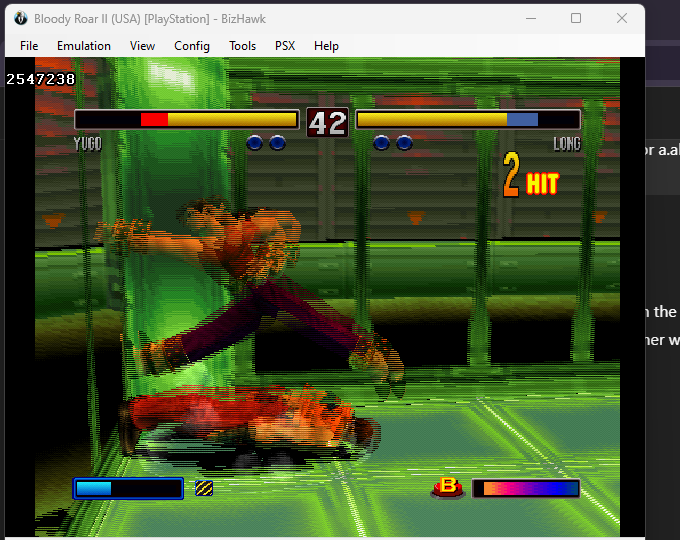 Bloody Roar II (USA) [PlayStation] - BizHawk
File Emulation View Config Tools PSX Help
2547238
42
YUGO LONG
or a.al
2 HIT
n the
ner w
B